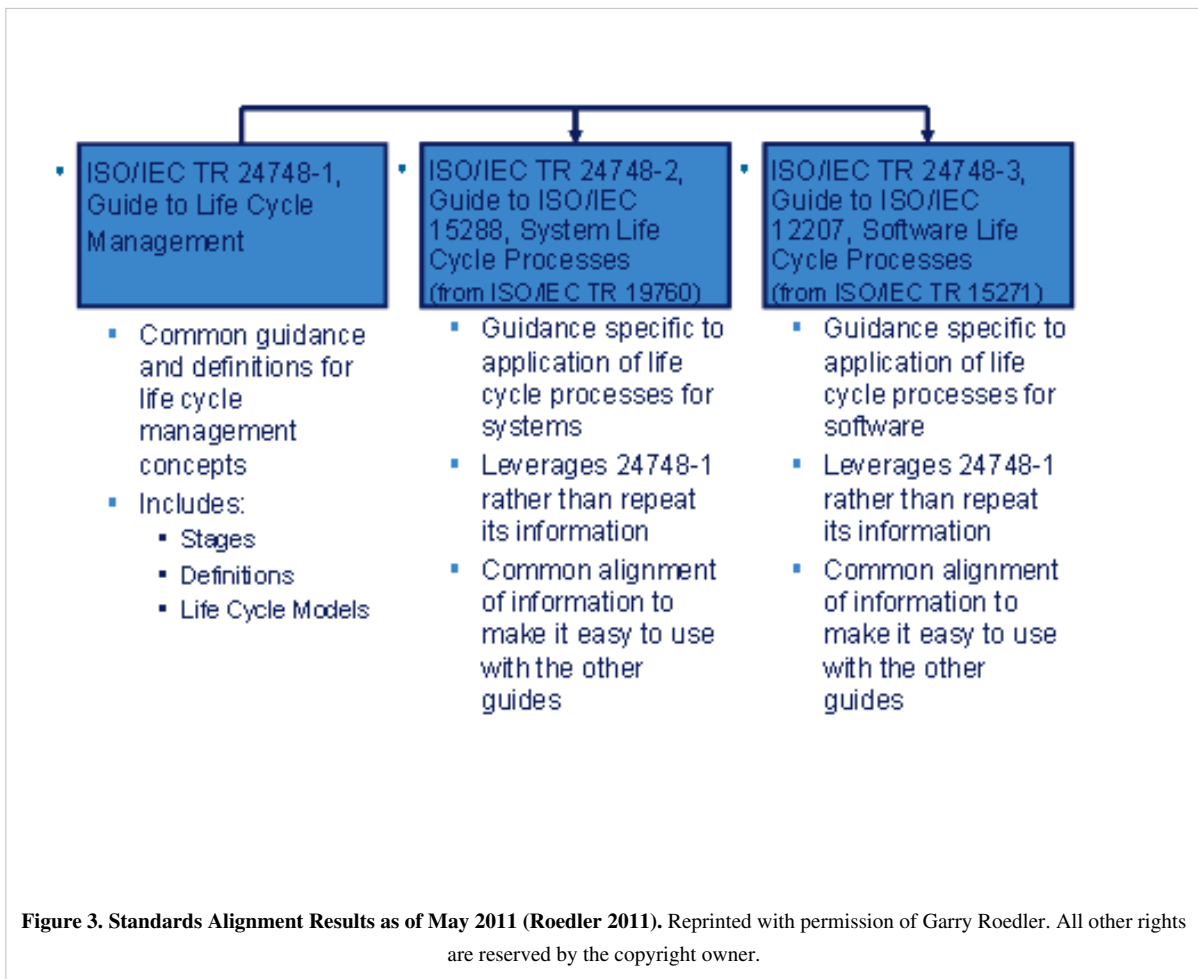 ISO/IEC TR 24748-1,
Guide to Life Cycle
Management
ISO/IEC TR 24748-2,
Guide to ISO/IEC
15288, System Life
Cycle Processes
(from ISO/IEC TR 19760)
ISO/IEC TR 24748-3,
Guide to ISO/IEC
12207, Software Life
Cycle Processes
(from ISO/IEC TR 15271)
Common guidance
and definitions for
life cycle
management
concepts
Includes:
Stages
Definitions
Life Cycle Models
Guidance specific to
application of life
cycle processes for
systems
Leverages 24748-1
rather than repeat
its information
Common alignment
of information to
make it easy to use
with the other
guides
Guidance specific to
application of life
cycle processes for
software
Leverages 24748-1
rather than repeat
its information
Common alignment
of information to
make it easy to use
with the other
guides
Figure 3. Standards Alignment Results as of May 2011 (Roedler 2011). Reprinted with permission of Garry Roedler. All other rights
are reserved by the copyright owner.